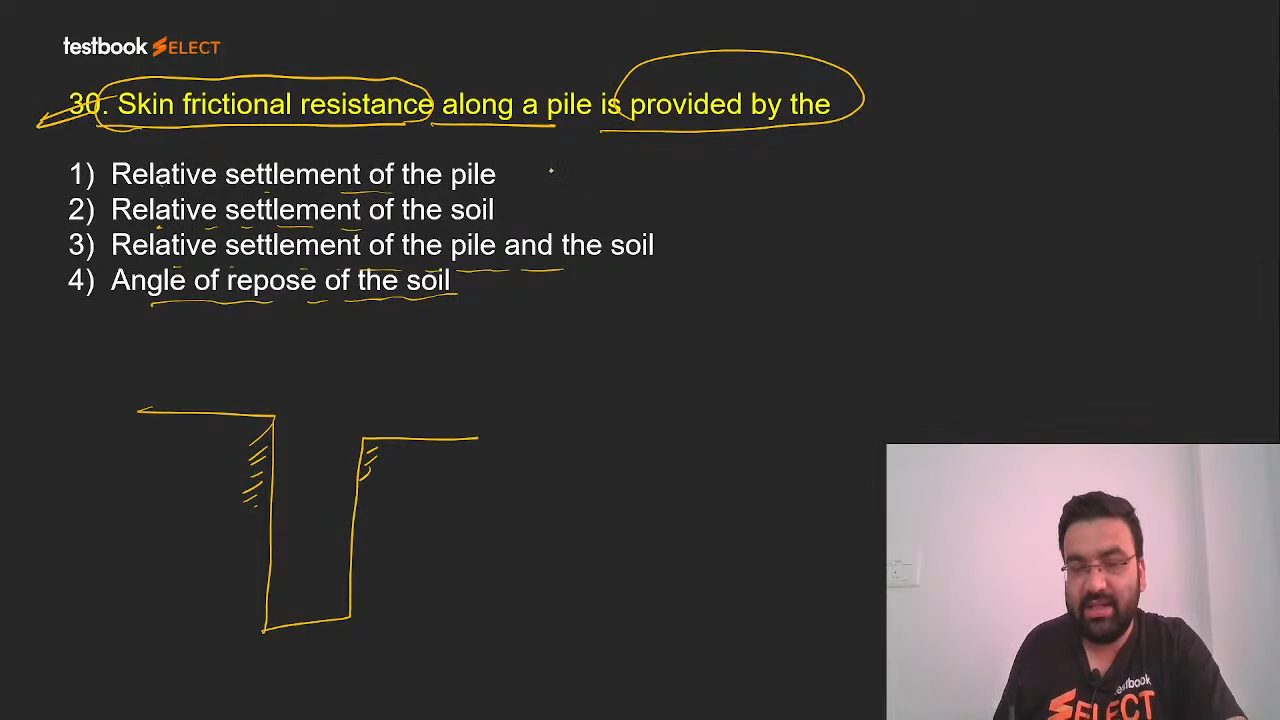 testbook SELECT
30. Skin frictional resistance along a pile is provided by the
1) Relative settlement of the pile
2) Relative settlement of the soil
3) Relative settlement of the pile and the soil
4) Angle of repose of the soil
testbook
SELECT